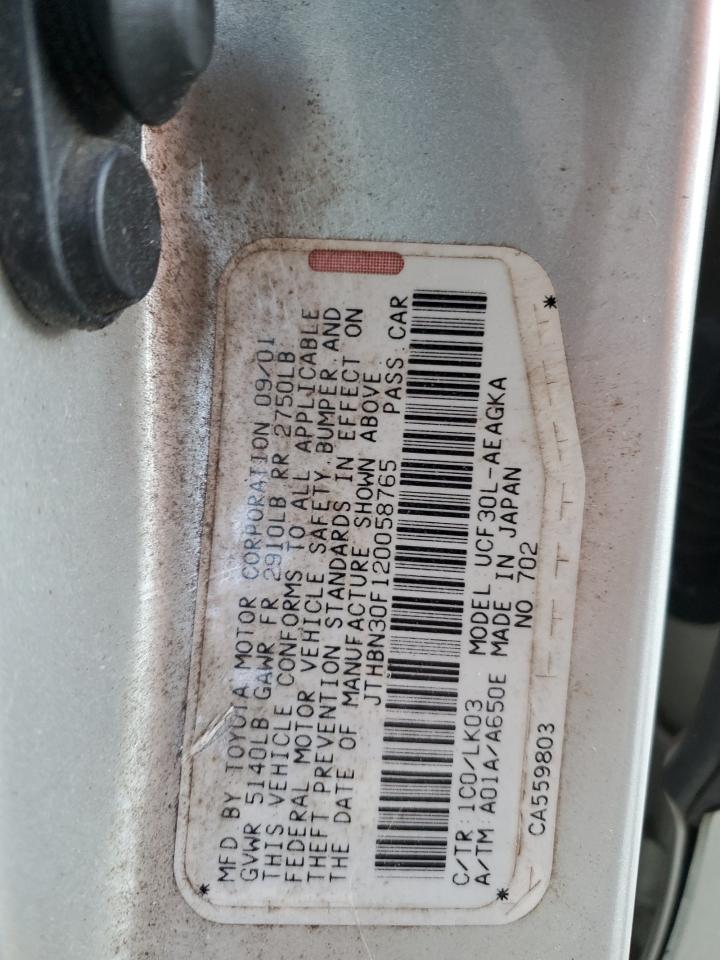 MFD BY TOYOTA MOTOR CORPORATION 09/01
GVWR 5140LB GAWR FR 2910LB RR 2750LB
THIS VEHICLE CONFORMS TO ALL APPLICABLE
FEDERAL MOTOR VEHICLE SAFETY, BUMPER AND
THEFT PREVENTION STANDARDS IN EFFECT ON
THE DATE OF MANUFACTURE SHOWN ABOVE.
JTHBN30F120058765 PASS. CAR
C/TR: 1C0/LK03 MODEL UCF30L-AEAGKA
A/TM: A01A/A650E MADE IN JAPAN
NO 702
CA559803